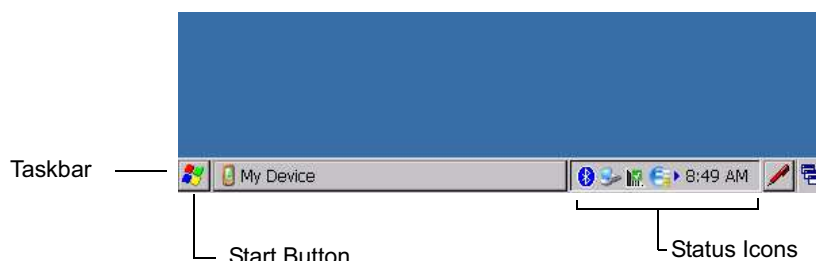 Taskbar
My Device
8:49 AM
Start Button
Status Icons